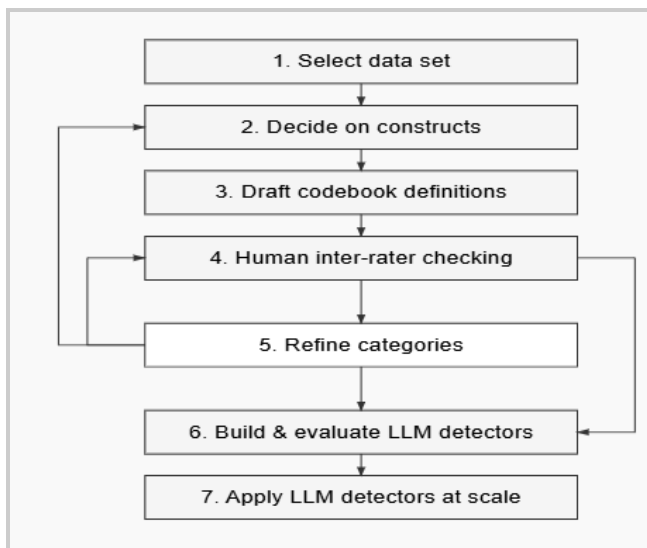 1. Select data set
2. Decide on constructs
3. Draft codebook definitions
4. Human inter-rater checking
5. Refine categories
6. Build & evaluate LLM detectors
7. Apply LLM detectors at scale